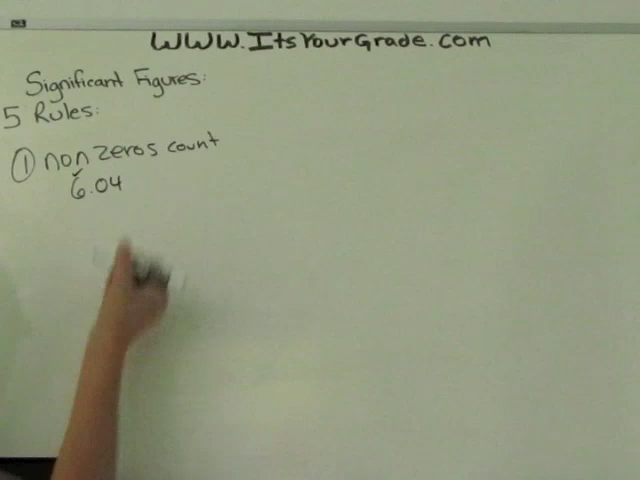 WWW.ItsYourGrade.com
Significant Figures:
5 Rules:
① non zeros count
6.04